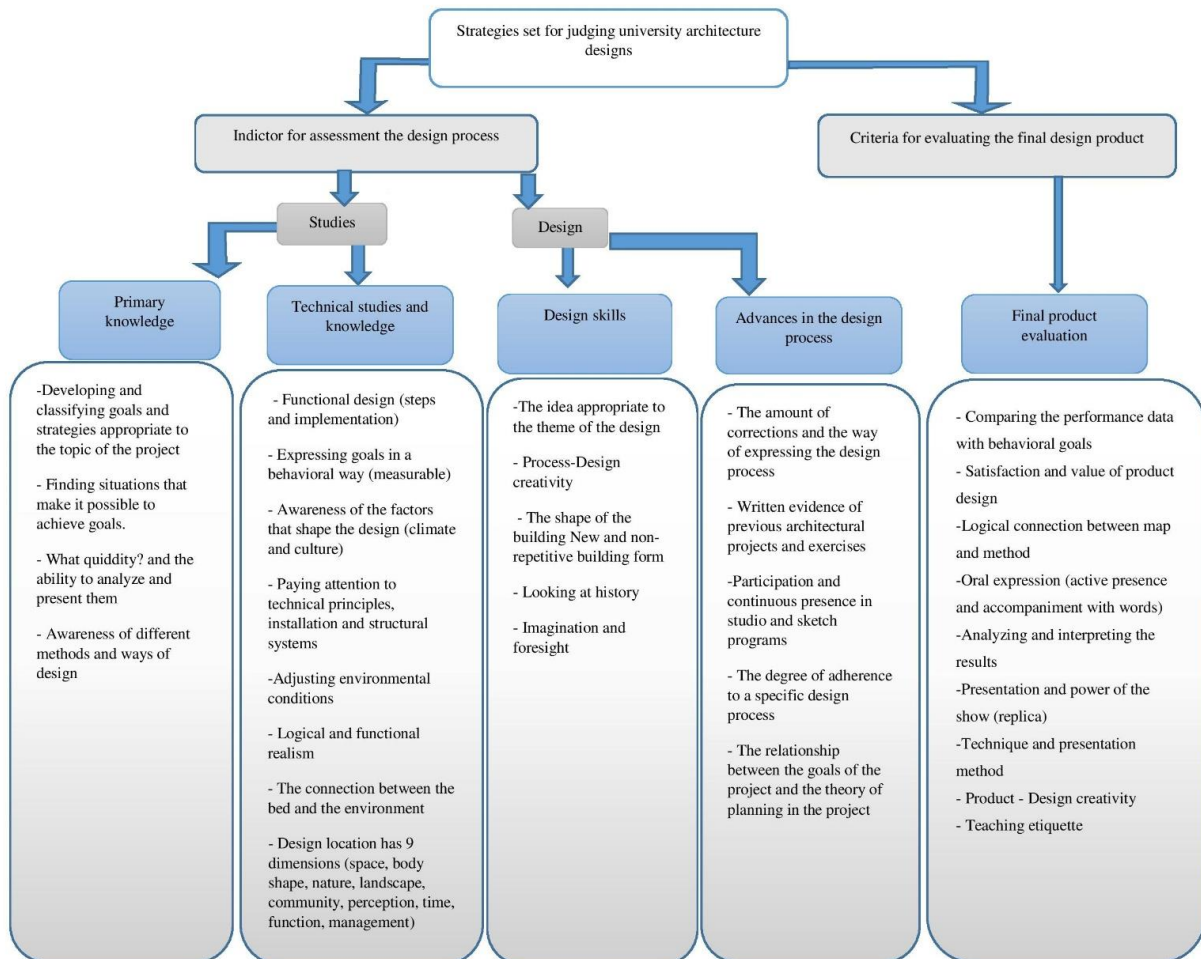 Strategies set for judging university architecture
designs
Indictor for assessment the design process
Criteria for evaluating the final design product
Studies
Design
Primary
knowledge
Technical studies and
knowledge
Design skills
Advances in the design
process
Final product
evaluation
-Developing and
classifying goals and
strategies appropriate to
the topic of the project
- Finding situations that
make it possible to
achieve goals.
- What quiddity? and the
ability to analyze and
present them
- Awareness of different
methods and ways of
design
- Functional design (steps
and implementation)
- Expressing goals in a
behavioral way (measurable)
- Awareness of the factors
that shape the design (climate
and culture)
- Paying attention to
technical principles,
installation and structural
systems
-Adjusting environmental
conditions
- Logical and functional
realism
- The connection between the
bed and the environment
- Design location has 9
dimensions (space, body
shape, nature, landscape,
community, perception, time,
function, management)
-The idea appropriate to
the theme of the design
- Process-Design
creativity
- The shape of the
building New and non-
repetitive building form
- Looking at history
- Imagination and
foresight
- The amount of
corrections and the way
of expressing the design
process
- Written evidence of
previous architectural
projects and exercises
-Participation and
continuous presence in
studio and sketch
programs
- The degree of adherence
to a specific design
process
- The relationship
between the goals of the
project and the theory of
planning in the project
- Comparing the performance
data with behavioral goals
- Satisfaction and value of product
design
-Logical connection between map
and method
-Oral expression (active presence
and accompaniment with words)
-Analyzing and interpreting the
results
-Presentation and power of the
show (replica)
-Technique and presentation
method
- Product - Design creativity
- Teaching etiquette